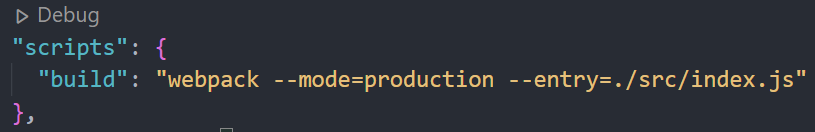 Debug
"scripts": {
"build": "webpack --mode=production --entry=./src/index.js"
},